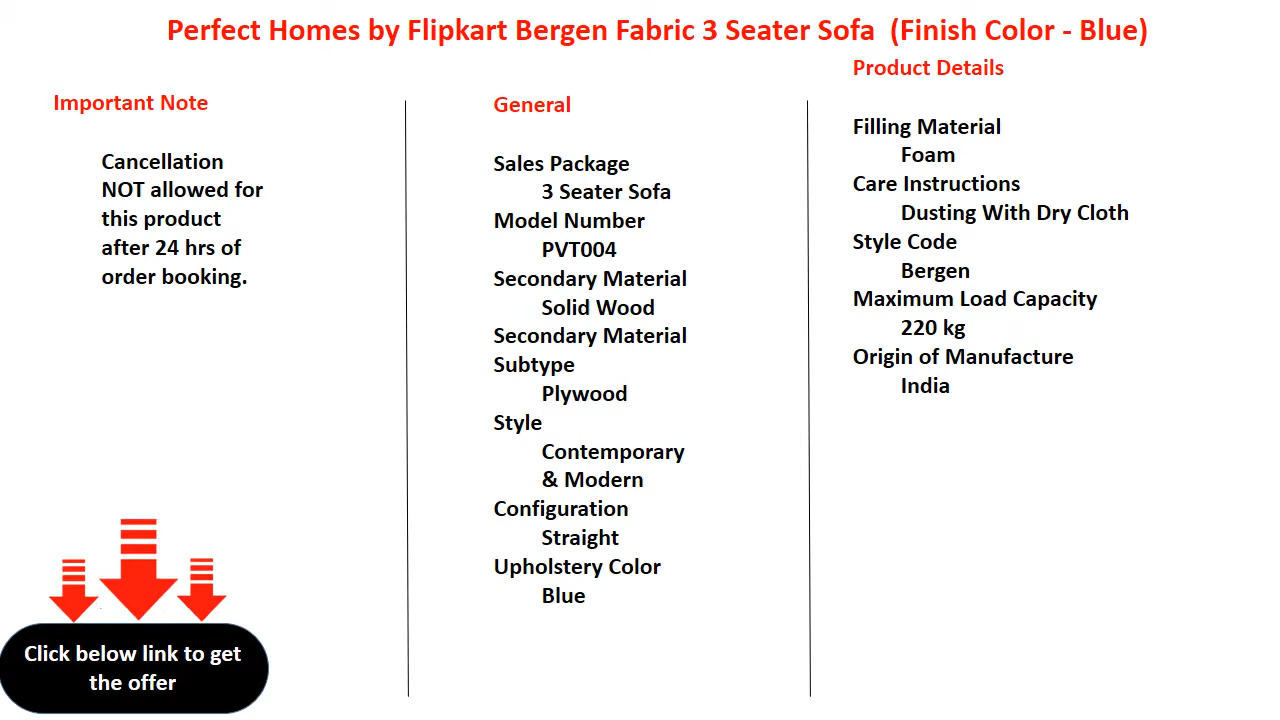 Perfect Homes by Flipkart Bergen Fabric 3 Seater Sofa (Finish Color - Blue)
Important Note
Cancellation
NOT allowed for
this product
after 24 hrs of
order booking.
General
Sales Package
3 Seater Sofa
Model Number
PVT004
Secondary Material
Solid Wood
Secondary Material
Subtype
Plywood
Style
Contemporary
& Modern
Configuration
Straight
Upholstery Color
Blue
Product Details
Filling Material
Foam
Care Instructions
Dusting With Dry Cloth
Style Code
Bergen
Maximum Load Capacity
220 kg
Origin of Manufacture
India
Click below link to get
the offer